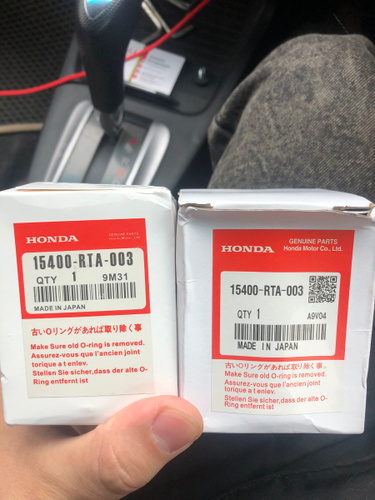 HONDA
GENUINE PARTS
15400-RTA-003
QTY 1 9M31
MADE IN JAPAN
古いOリングがあれば取り除く事
Make Sure old O-ring is removed.
Assurez-vous que l'ancien joint
torique a t enlev.
Stellen Sie sicher,dass der alte O-
Ring entfernt ist
HONDA
GENUINE PARTS
Honda Motor Co., Ltd.
15400-RTA-003
QTY 1 A9V04
MADE IN JAPAN
古いOリングがあれば取り除く事
Make Sure old O-ring is removed.
Assurez-vous que l'ancien joint
torique a t enlev.
Stellen Sie sicher,dass der alte O-
Ring entfernt ist